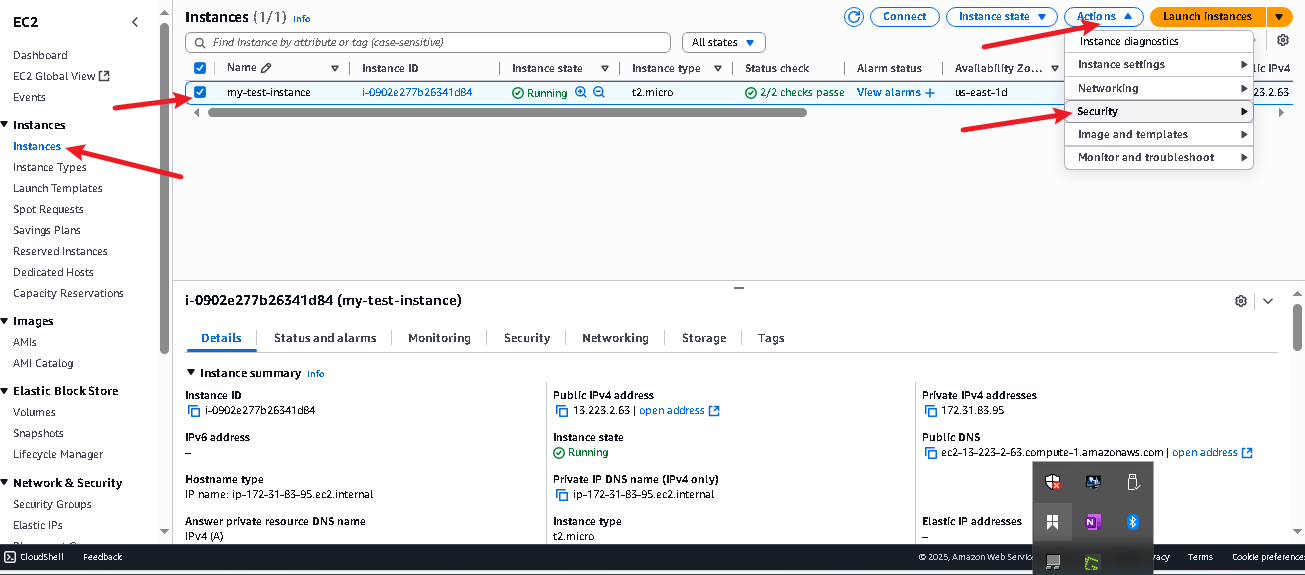 EC2
Dashboard
EC2 Global View
Events
Instances
Instances
Instance Types
Launch Templates
Spot Requests
Savings Plans
Reserved Instances
Dedicated Hosts
Capacity Reservations
Images
AMIs
AMI Catalog
Elastic Block Store
Volumes
Snapshots
Lifecycle Manager
Network & Security
Security Groups
Elastic IPs
Instances (1/1) Info
Connect
Instance state
Actions
Launch instances
Find Instance by attribute or tag (case-sensitive)
All states
Name Instance ID Instance state Instance type Status check Alarm status Availability Zo... lic IPv4
my-test-instance i-0902e277b26341d84 Running t2.micro 2/2 checks passe View alarms + us-east-1d 23.2.63
Instance diagnostics
Instance settings
Networking
Security
Image and templates
Monitor and troubleshoot
i-0902e277b26341d84 (my-test-instance)
Details Status and alarms Monitoring Security Networking Storage Tags
Instance summary Info
Instance ID
i-0902e277b26341d84
IPv6 address
–
Hostname type
IP name: ip-172-31-83-95.ec2.internal
Answer private resource DNS name
IPv4 (A)
Public IPv4 address
13.223.2.63 | open address
Instance state
Running
Private IP DNS name (IPv4 only)
ip-172-31-83-95.ec2.internal
Instance type
t2.micro
Private IPv4 addresses
172.31.83.95
Public DNS
ec2-13-223-2-63.compute-1.amazonaws.com | open address
Elastic IP addresses
–
CloudShell Feedback © 2025, Amazon Web Servic vacy Terms Cookie preferences